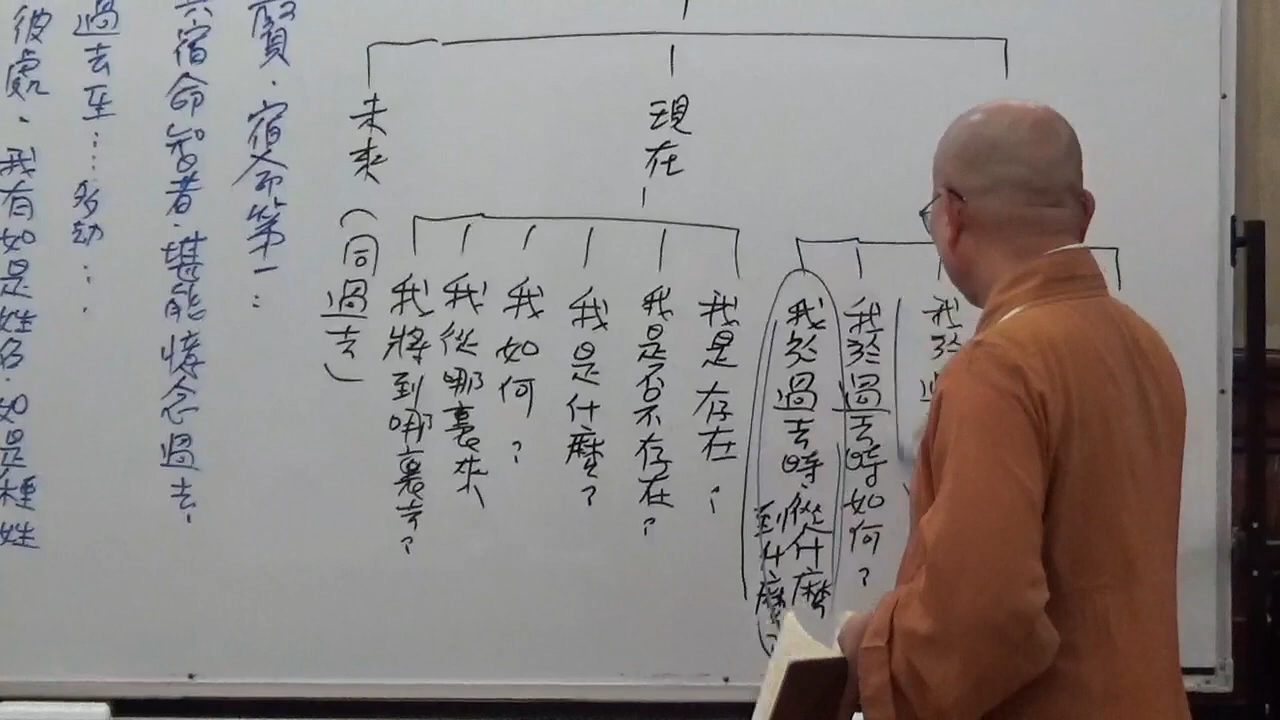 我於
我於過去時如何？
我於過去時，從什麼
到什麼？
現在
我是存在？
我是否不存在？
我是什麼？
我如何？
我從哪裏來
我將到哪裏去？
未來（同過去）
賢．宿命第一：
宿命智者．堪能憶念過去，
過去至……多劫：．
彼處．我有如是姓名．如是種姓